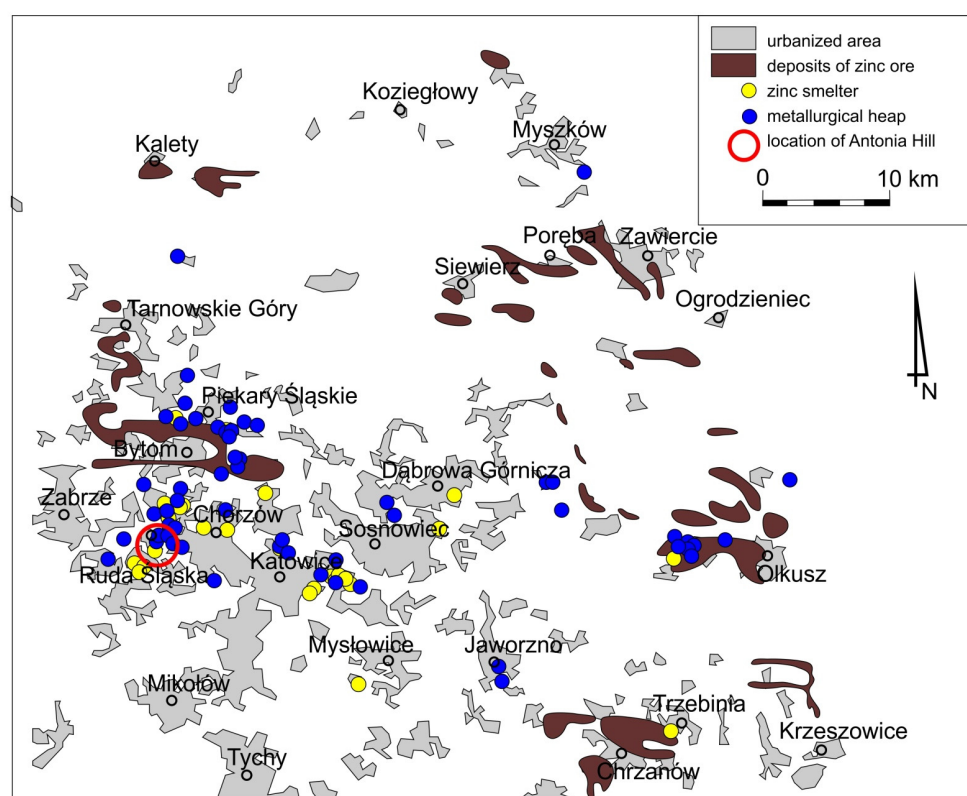 urbanized area
deposits of zinc ore
zinc smelter
metallurgical heap
location of Antonia Hill
0 10 km
Koziegłowy
Myszków
Kalety
Poręba
Zawiercie
Siewierz
Ogrodzieniec
Tarnowskie Góry
N
Piekary Śląskie
Bytom
Dąbrowa Górnicza
Zabrze
Chorzów
Sosnowiec
Katowice
Olkusz
Ruda Śląska
Mysłowice
Jaworzno
Mikołów
Trzebinia
Krzeszowice
Tychy
Chrzanów